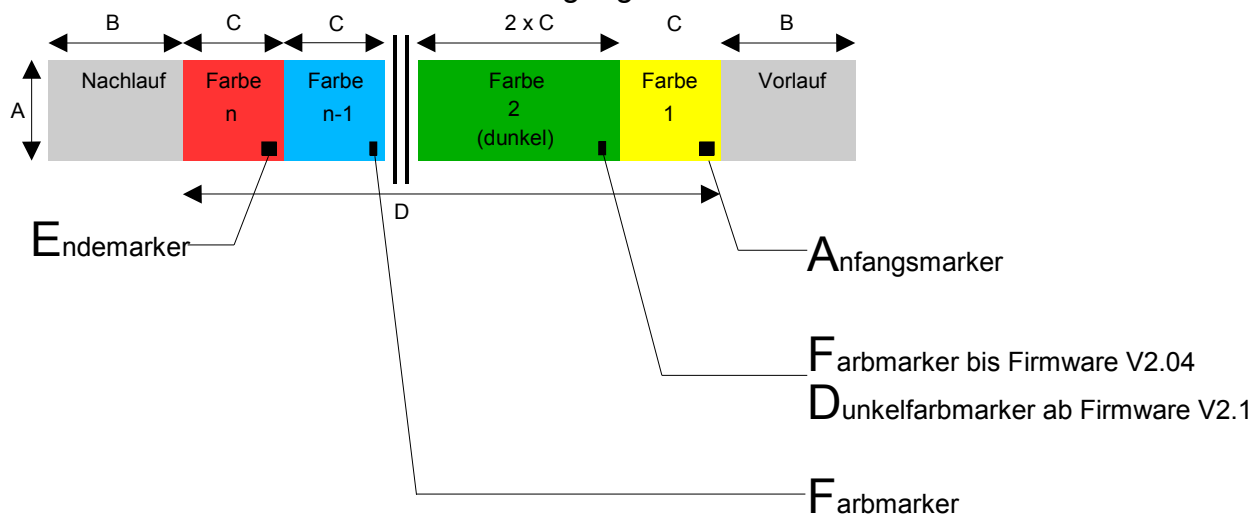 B C C 2 x C C B
A
Nachlauf Farbe Farbe Farbe Farbe Vorlauf
n n-1 2 1
(dunkel)
D
Endemarker
Anfangsmarker
Farbmarker bis Firmware V2.04
Dunkelfarbmarker ab Firmware V2.1
Farbmarker